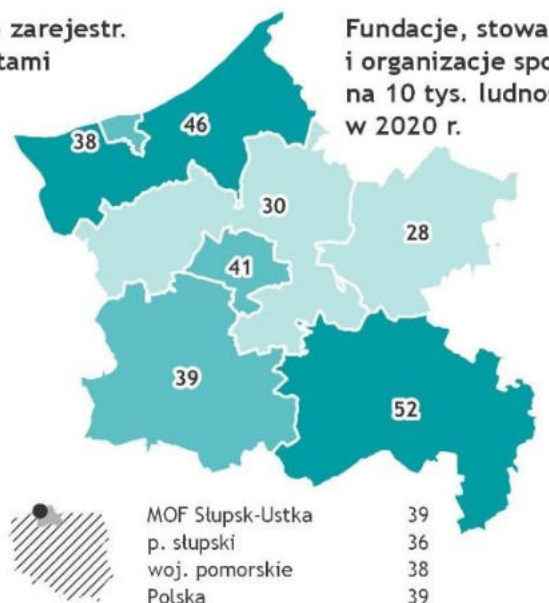 zarejestr.
tami
Fundacje, stowa
i organizacje spo
na 10 tys. ludnoś
w 2020 r.
46
38
30
28
41
39
52
MOF Słupsk-Ustka 39
p. słupski 36
woj. pomorskie 38
Polska 39